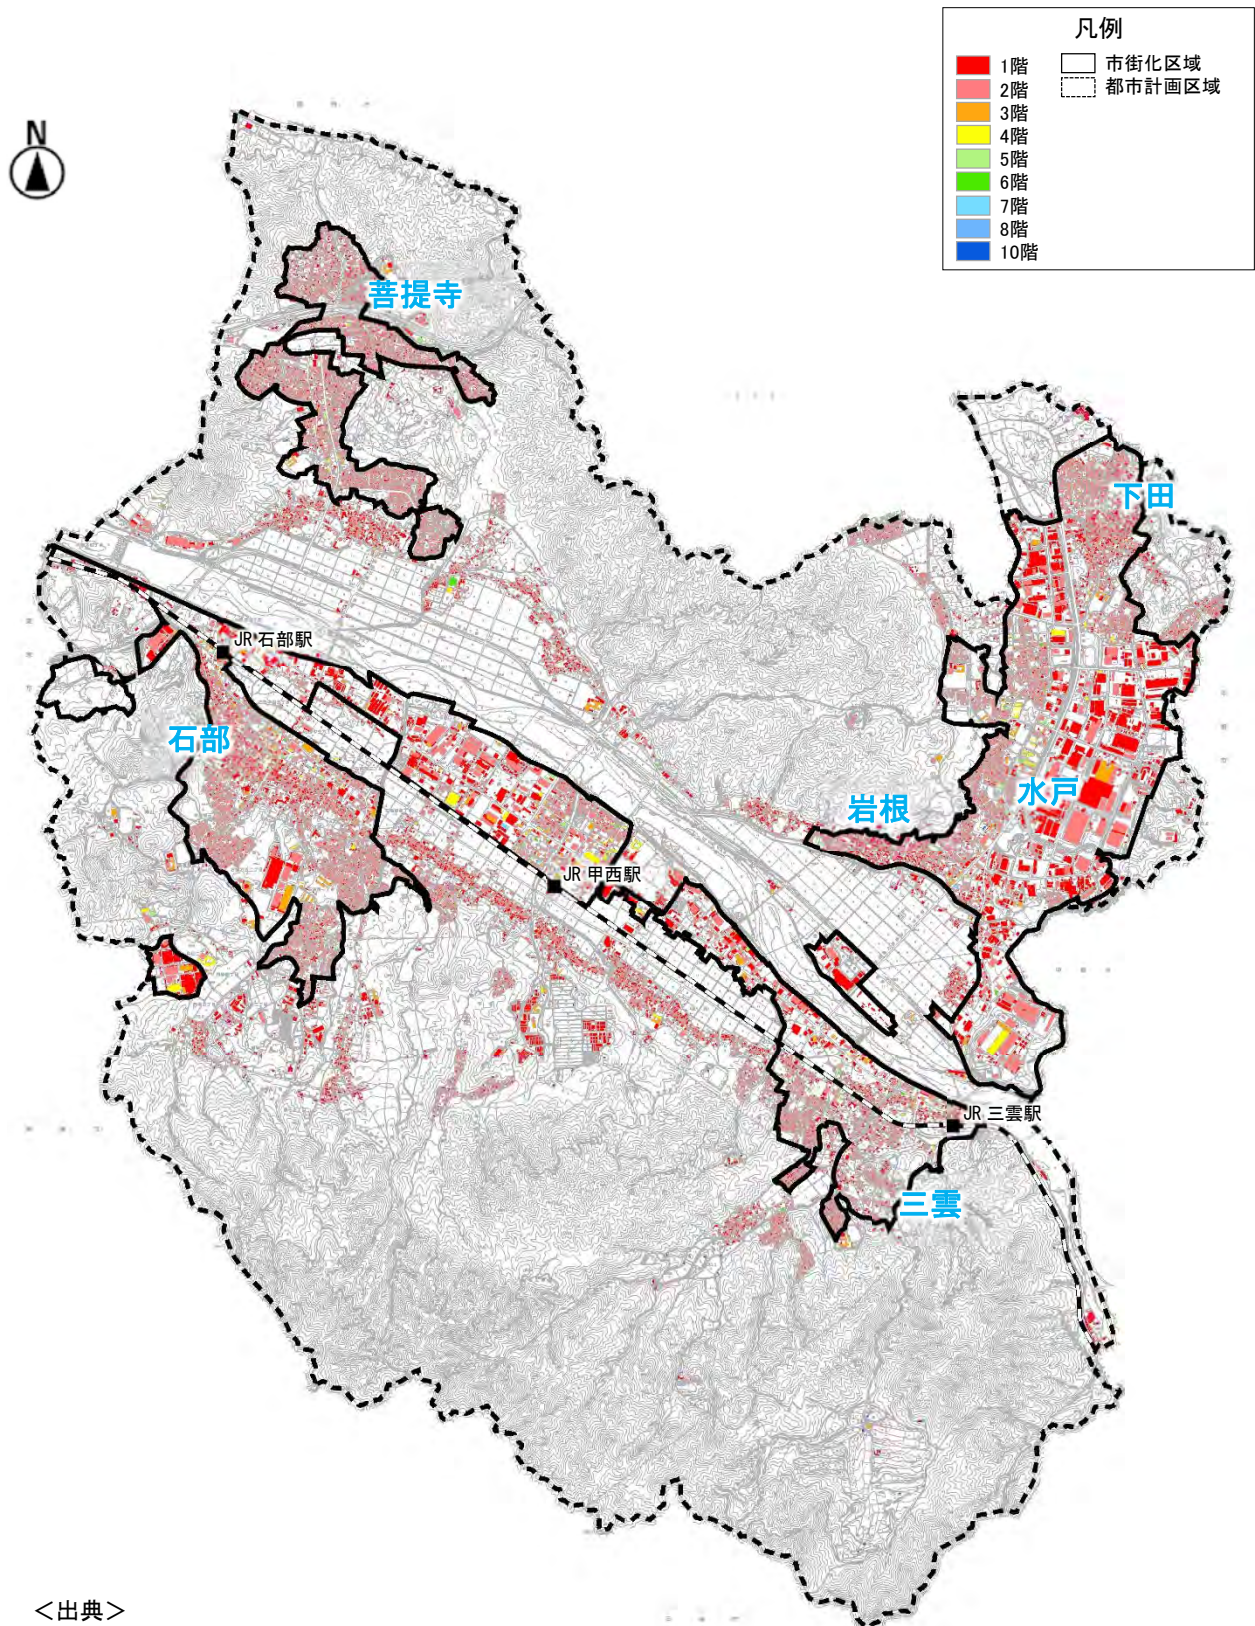 凡例
1階
2階
3階
4階
5階
6階
7階
8階
10階
市街化区域
都市計画区域
N
菩提寺
下田
JR 石部駅
石部
水戸
岩根
JR 甲西駅
JR 三雲駅
三雲
＜出典＞